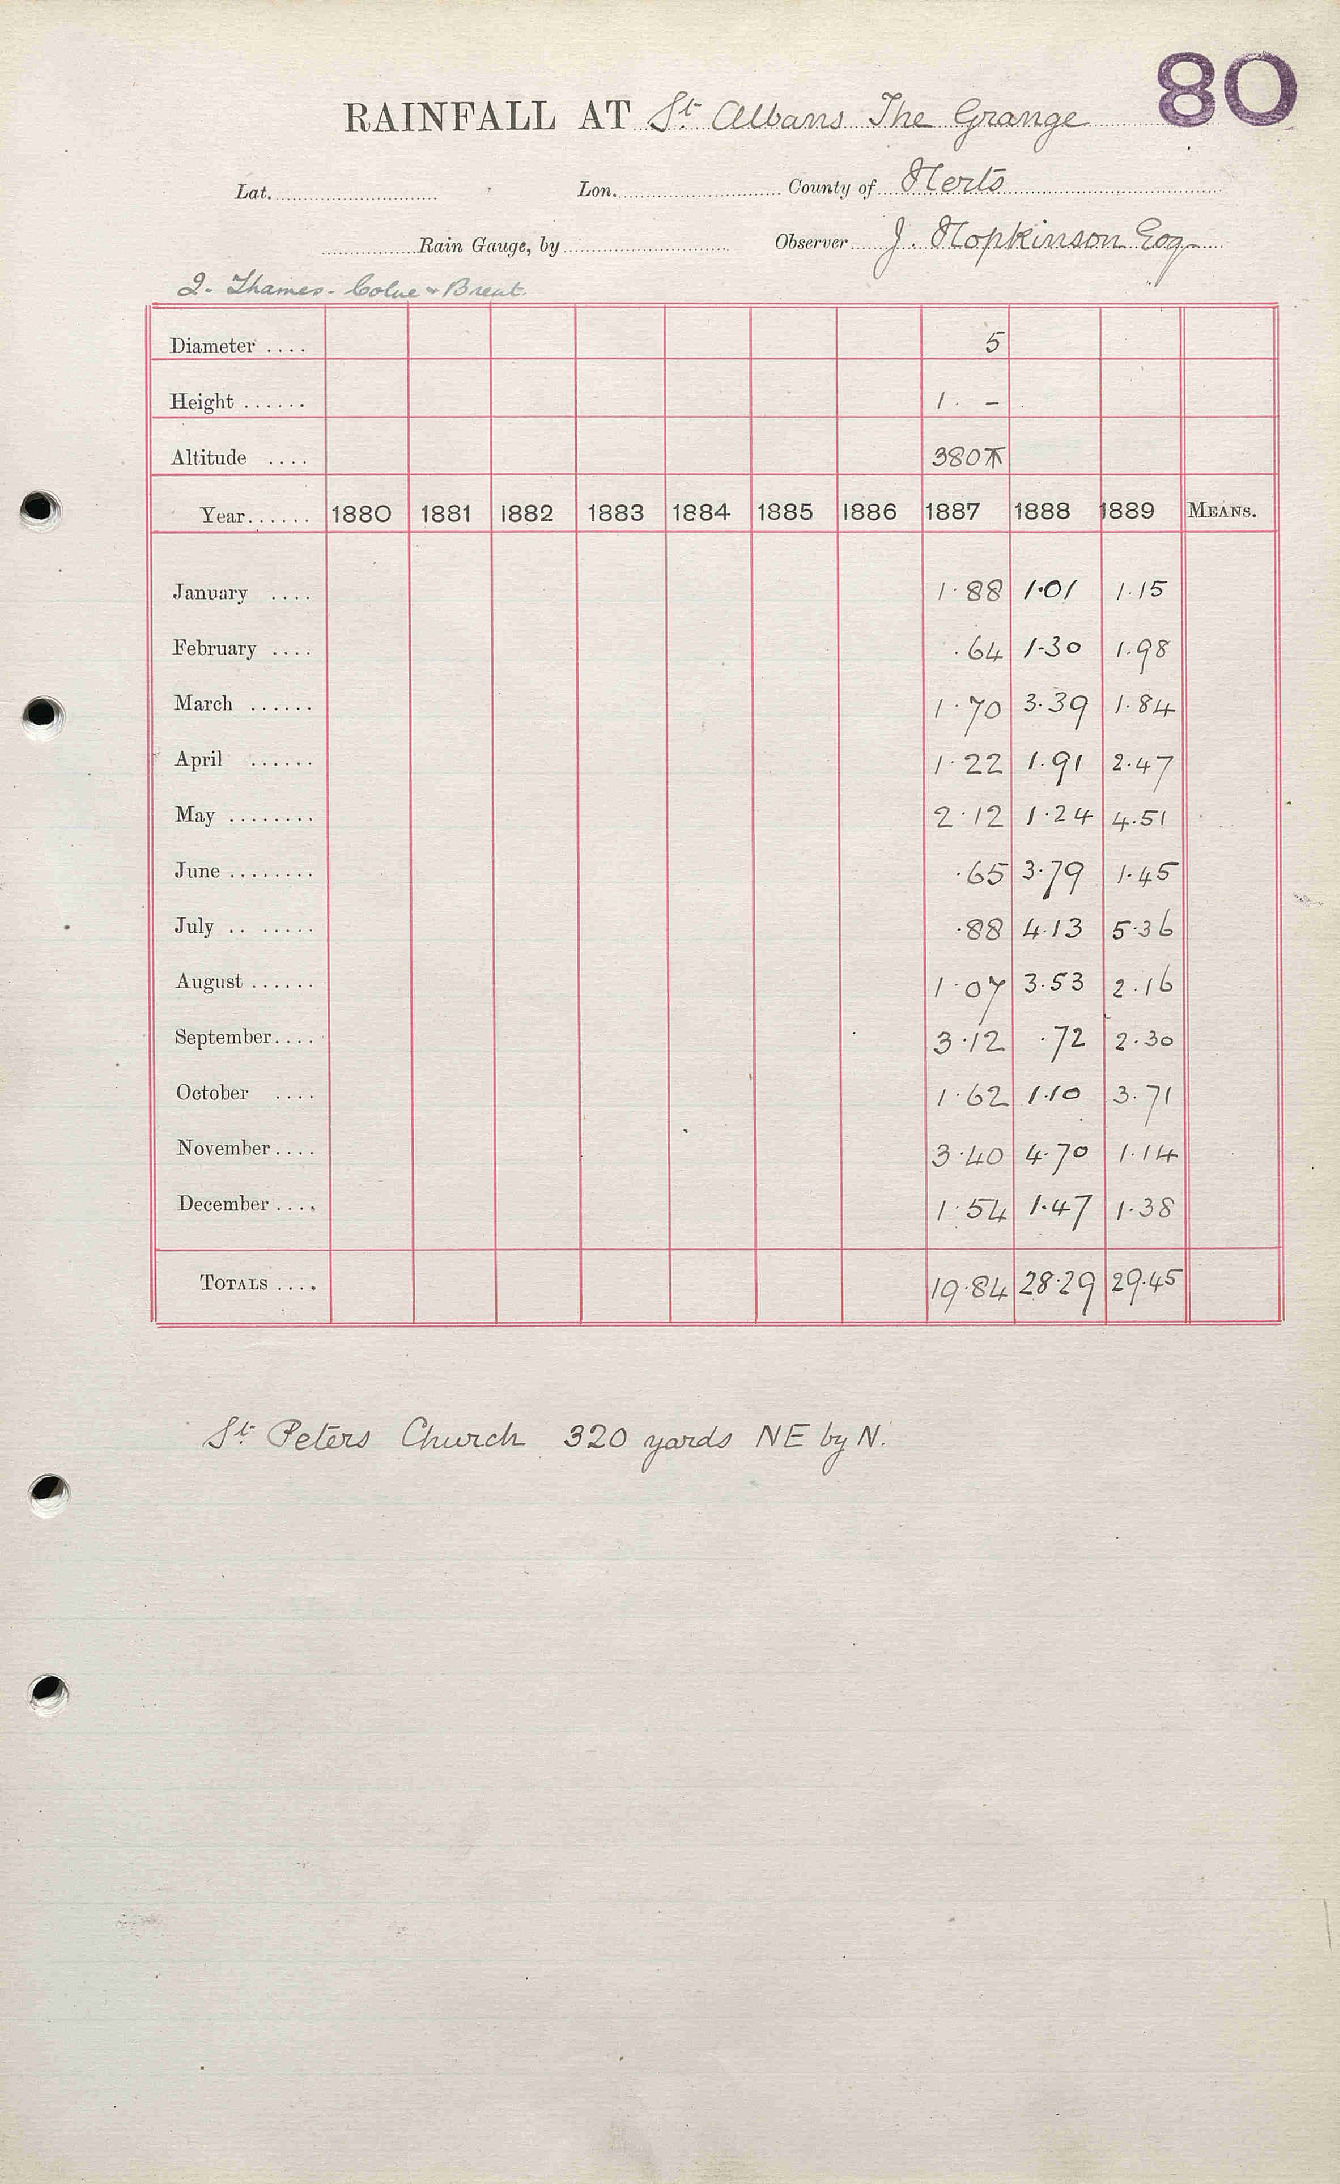 80
RAINFALL AT St. Albans The Grange
Lat. Lon. County of Herts
Rain Gauge, by Observer J. Hopkinson Esq.
2. Thames. Colne & Brent.
Diameter .... 5
Height ...... 1. –
Altitude .... 380
Year...... 1880 1881 1882 1883 1884 1885 1886 1887 1888 1889 MEANS.
January .... 1.88 1.01 1.15
February .... .64 1.30 1.98
March ...... 1.70 3.39 1.84
April ...... 1.22 1.91 2.47
May ........ 2.12 1.24 4.51
June ........ .65 3.79 1.45
July .. ..... .88 4.13 5.36
August ...... 1.07 3.53 2.16
September.... 3.12 .72 2.30
October .... 1.62 1.10 3.71
November.... 3.40 4.70 1.14
December.... 1.54 1.47 1.38
TOTALS .... 19.84 28.29 29.45
St. Peters Church 320 yards NE by N.